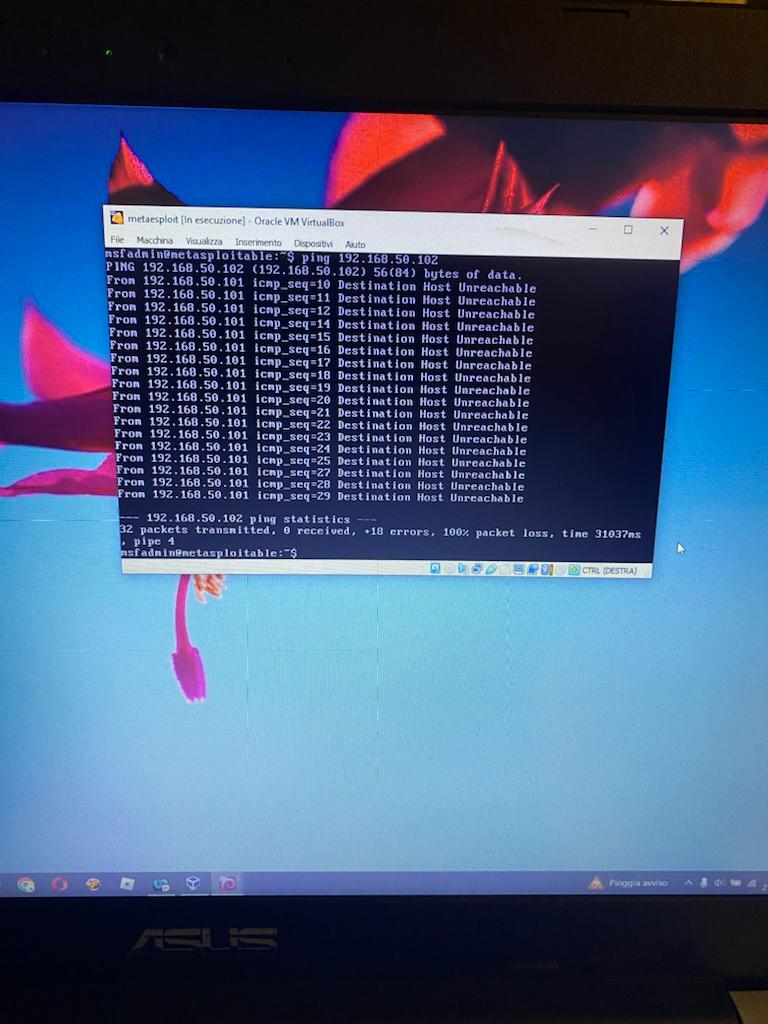 metaesploit [In esecuzione] - Oracle VM VirtualBox
File Macchina Visualizza Inserimento Dispositivi Aiuto
msfadmin@metasploitable:~$ ping 192.168.50.102
PING 192.168.50.102 (192.168.50.102) 56(84) bytes of data.
From 192.168.50.101 icmp_seq=10 Destination Host Unreachable
From 192.168.50.101 icmp_seq=11 Destination Host Unreachable
From 192.168.50.101 icmp_seq=12 Destination Host Unreachable
From 192.168.50.101 icmp_seq=14 Destination Host Unreachable
From 192.168.50.101 icmp_seq=15 Destination Host Unreachable
From 192.168.50.101 icmp_seq=16 Destination Host Unreachable
From 192.168.50.101 icmp_seq=17 Destination Host Unreachable
From 192.168.50.101 icmp_seq=18 Destination Host Unreachable
From 192.168.50.101 icmp_seq=19 Destination Host Unreachable
From 192.168.50.101 icmp_seq=20 Destination Host Unreachable
From 192.168.50.101 icmp_seq=21 Destination Host Unreachable
From 192.168.50.101 icmp_seq=22 Destination Host Unreachable
From 192.168.50.101 icmp_seq=23 Destination Host Unreachable
From 192.168.50.101 icmp_seq=24 Destination Host Unreachable
From 192.168.50.101 icmp_seq=25 Destination Host Unreachable
From 192.168.50.101 icmp_seq=27 Destination Host Unreachable
From 192.168.50.101 icmp_seq=28 Destination Host Unreachable
From 192.168.50.101 icmp_seq=29 Destination Host Unreachable
--- 192.168.50.102 ping statistics ---
32 packets transmitted, 0 received, +18 errors, 100% packet loss, time 31037ms
, pipe 4
msfadmin@metasploitable:~$
CTRL (DESTRA)
Pioggia avviso
ASUS